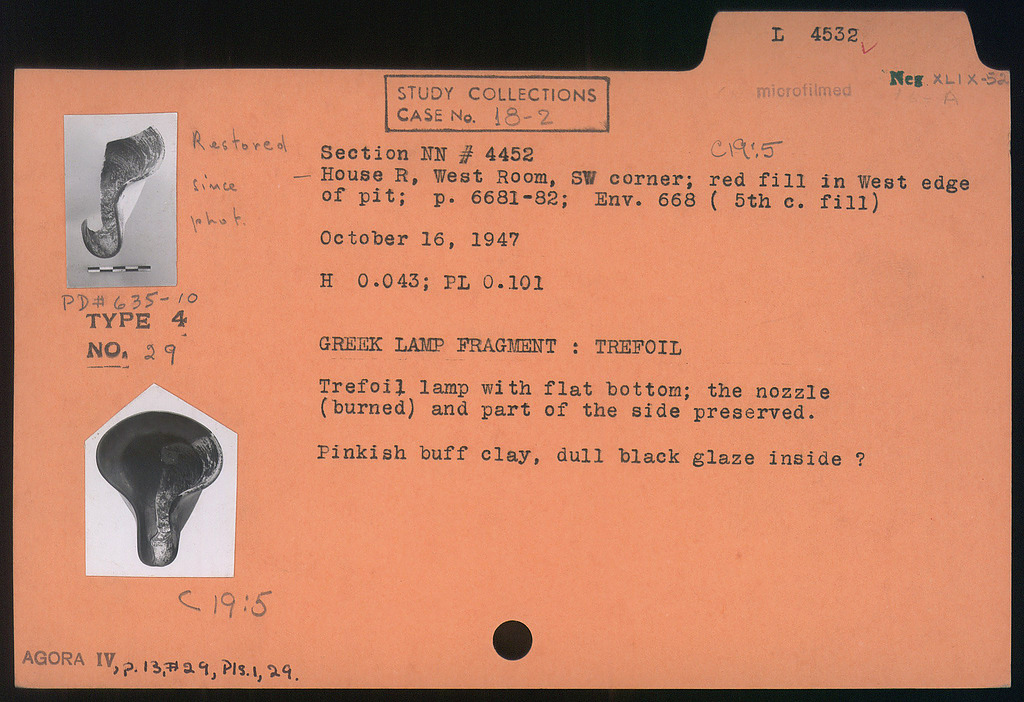 L 4532
microfilmed
Neg XLIX-52
A
STUDY COLLECTIONS
CASE No. 18-2
Restored
since
phot.
C19:5
Section NN # 4452
— House R, West Room, SW corner; red fill in West edge
of pit; p. 6681-82; Env. 668 ( 5th c. fill)
October 16, 1947
H 0.043; PL 0.101
PD# 635-10
TYPE 4
NO. 29
GREEK LAMP FRAGMENT : TREFOIL
Trefoil lamp with flat bottom; the nozzle
(burned) and part of the side preserved.
Pinkish buff clay, dull black glaze inside ?
C 19:5
AGORA IV, p. 13, #29, Pls. 1, 29.